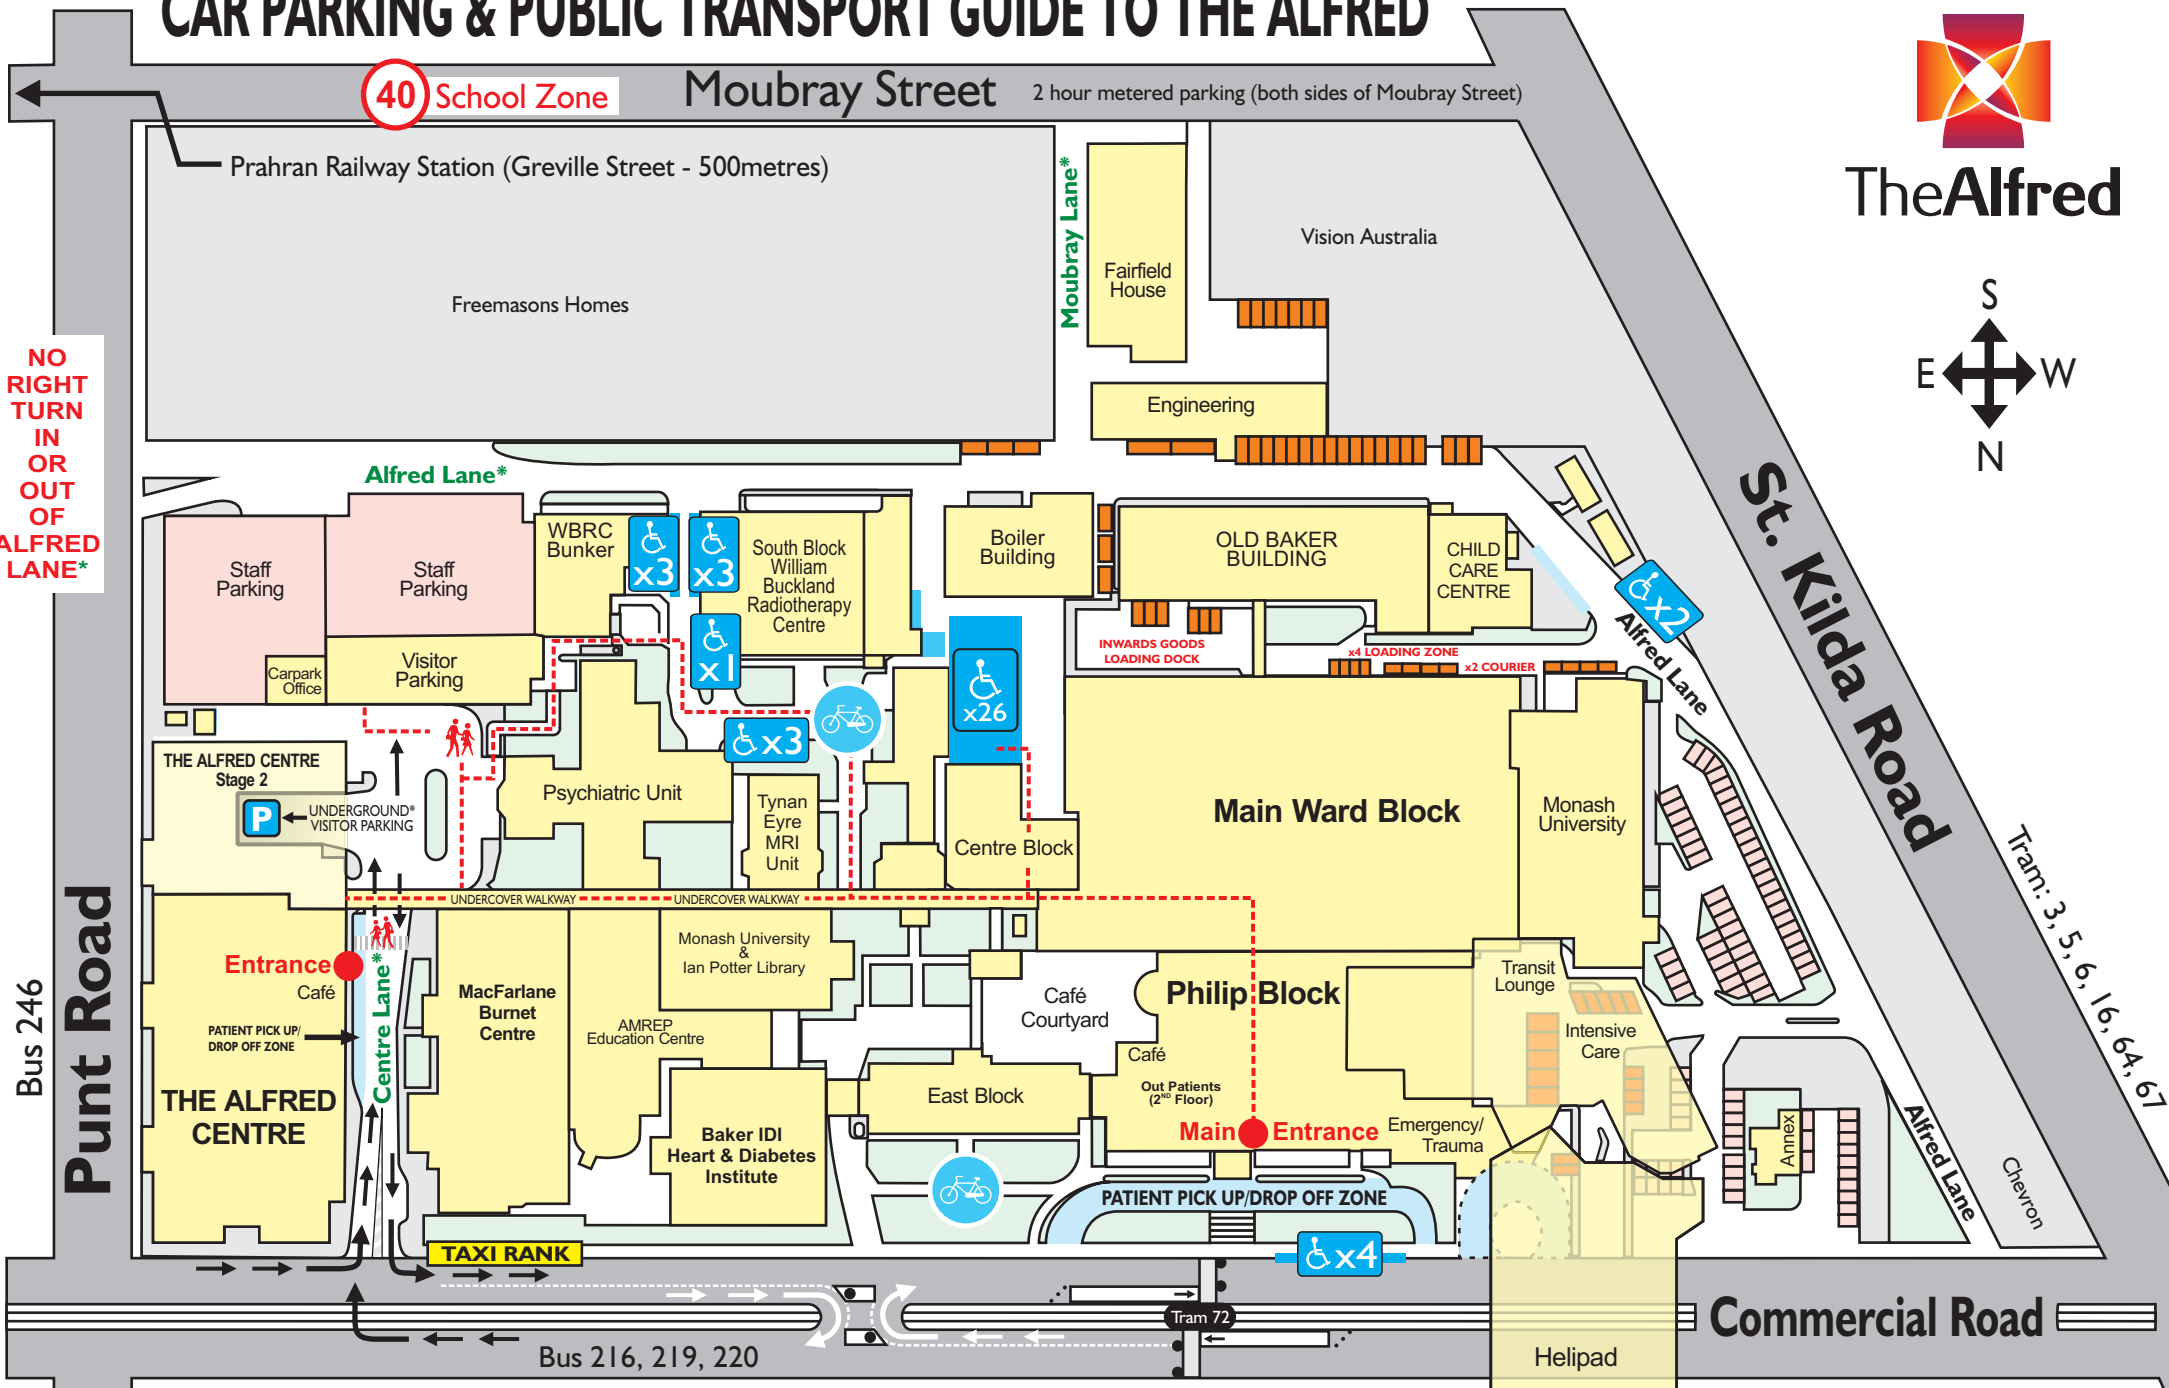 CAR PARKING & PUBLIC TRANSPORT GUIDE TO THE ALFRED
40 School Zone
Moubray Street
2 hour metered parking (both sides of Moubray Street)
Prahran Railway Station (Greville Street - 500metres)
TheAlfred
S
E
W
N
Freemasons Homes
Moubray Lane*
Fairfield
House
Vision Australia
Engineering
NO
RIGHT
TURN
IN
OR
OUT
OF
ALFRED
LANE*
Alfred Lane*
Staff
Parking
Staff
Parking
WBRC
Bunker
x3
x3
x1
South Block
William
Buckland
Radiotherapy
Centre
Boiler
Building
OLD BAKER
BUILDING
CHILD
CARE
CENTRE
x2
Alfred Lane
St. Kilda Road
Carpark
Office
Visitor
Parking
INWARDS GOODS
LOADING DOCK
x4 LOADING ZONE
x2 COURIER
x26
x3
THE ALFRED CENTRE
Stage 2
P
UNDERGROUND*
VISITOR PARKING
Psychiatric Unit
Tynan
Eyre
MRI
Unit
Centre Block
Main Ward Block
Monash
University
Tram: 3, 5, 6, 16, 64, 67
UNDERCOVER WALKWAY
UNDERCOVER WALKWAY
Bus 246
Punt Road
Entrance
Café
PATIENT PICK UP/
DROP OFF ZONE
Centre Lane*
THE ALFRED
CENTRE
MacFarlane
Burnet
Centre
Monash University
&
Ian Potter Library
AMREP
Education Centre
Baker IDI
Heart & Diabetes
Institute
East Block
Café
Courtyard
Philip Block
Café
Out Patients
(2ND Floor)
Main Entrance
Emergency/
Trauma
Transit
Lounge
Intensive
Care
Annex
Alfred Lane
Chevron
PATIENT PICK UP/DROP OFF ZONE
TAXI RANK
x4
Tram 72
Commercial Road
Bus 216, 219, 220
Helipad